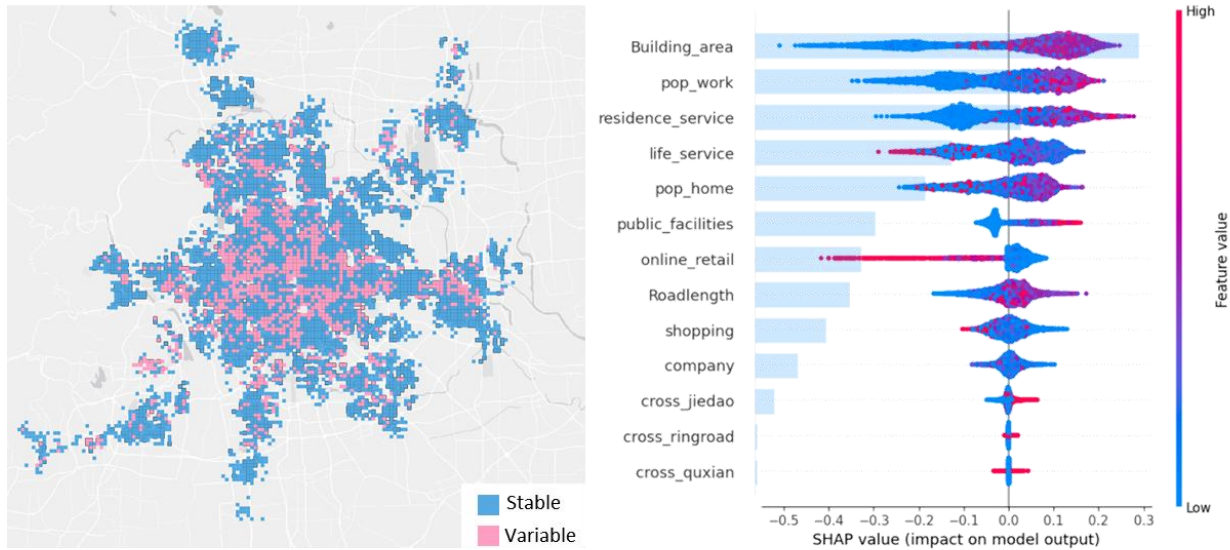 Stable
Variable
Building_area
pop_work
residence_service
life_service
pop_home
public_facilities
online_retail
Roadlength
shopping
company
cross_jiedao
cross_ringroad
cross_quxian
−0.5 −0.4 −0.3 −0.2 −0.1 0.0 0.1 0.2 0.3
SHAP value (impact on model output)
High
Feature value
Low